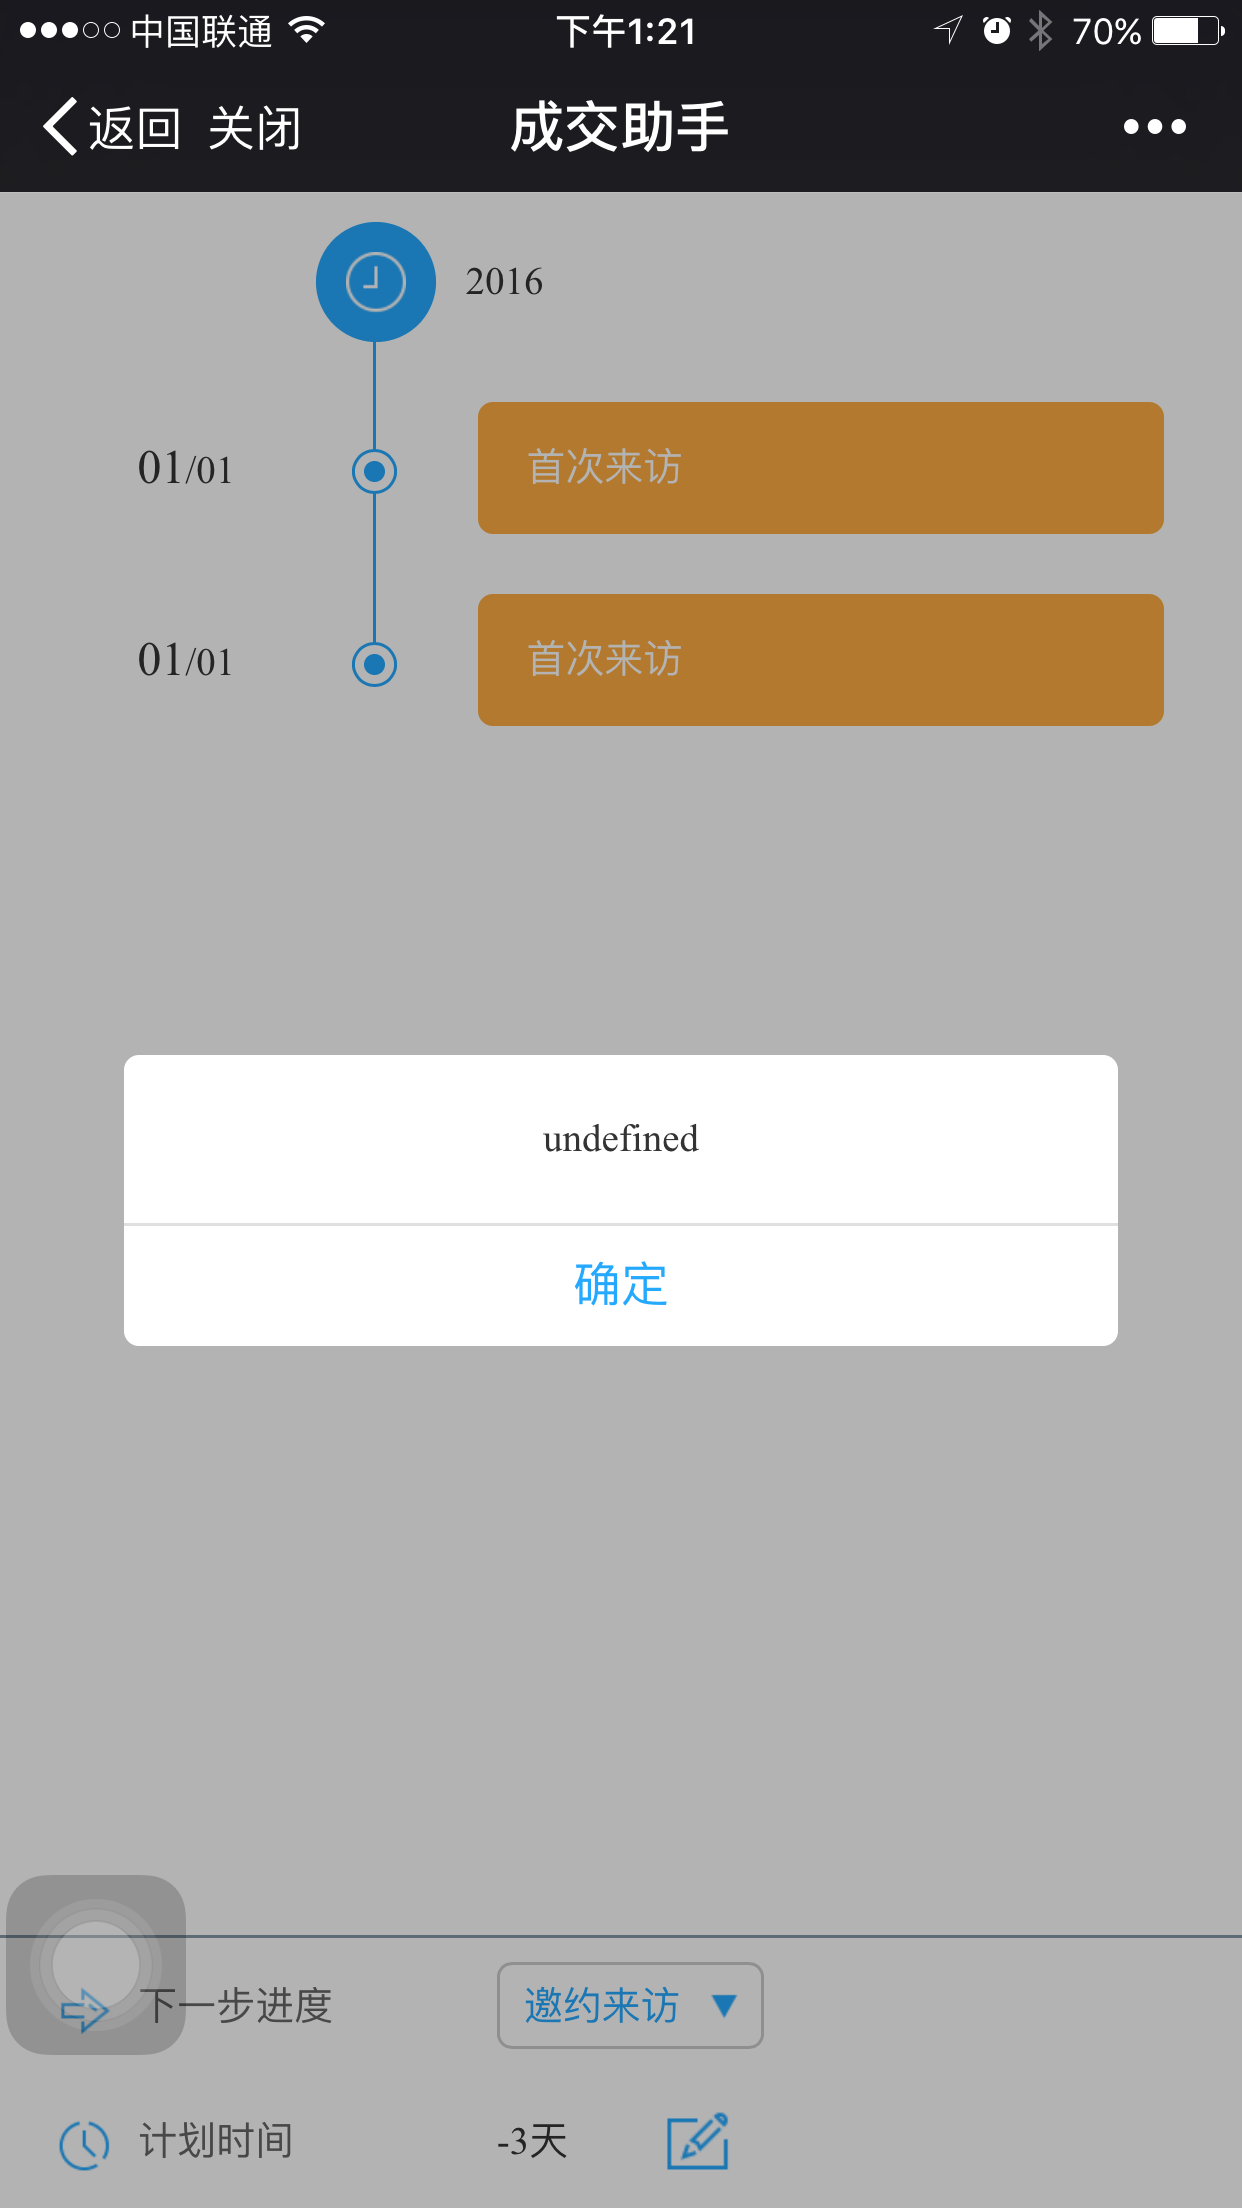 中国联通 下午1:21 70%
返回 关闭 成交助手
2016
01/01 首次来访
01/01 首次来访
undefined
确定
下一步进度 邀约来访
计划时间 -3天